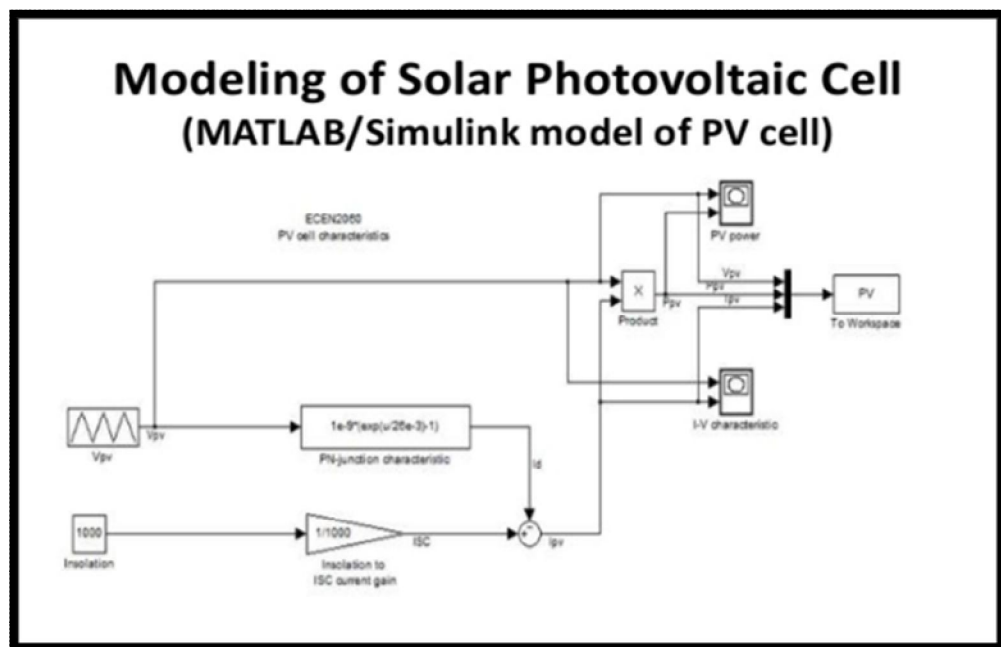 Modeling of Solar Photovoltaic Cell
(MATLAB/Simulink model of PV cell)
ECEN2060
PV cell characteristics
PV power
Vpv
Ppv
Ipv
X
Ppv
Product
PV
To Workspace
I-V characteristic
Vpv
Vpv
1e-9*(exp(u/26e-3)-1)
PN-junction characteristic
Id
1000
Insolation
1/1000
ISC
Insolation to
ISC current gain
+
-
Ipv